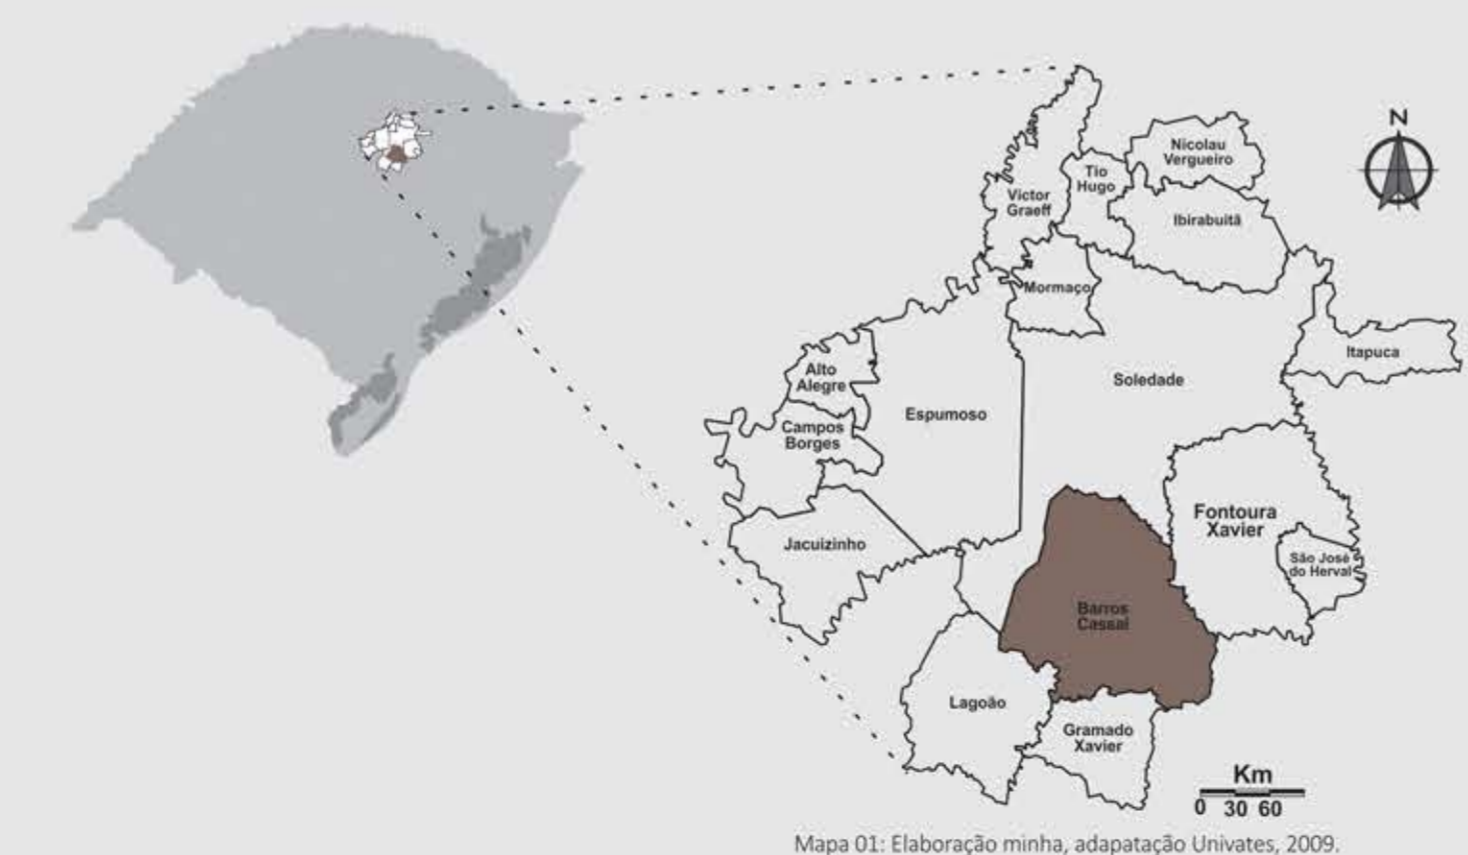 N
Nicolau
Vergueiro
Tio
Hugo
Victor
Graeff
Ibirabuitã
Mormaço
Itapuca
Alto
Alegre
Soledade
Espumoso
Campos
Borges
Fontoura
Xavier
Jacuizinho
São José
do Herval
Barros
Cassal
Lagoão
Gramado
Xavier
Km
0 30 60
Mapa 01: Elaboração minha, adapatação Univates, 2009.